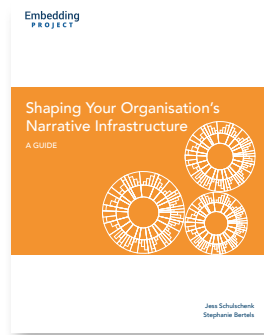 Embedding
PROJECT
Shaping Your Organisation's
Narrative Infrastructure
A GUIDE
Jess Schulschenk
Stephanie Bertels